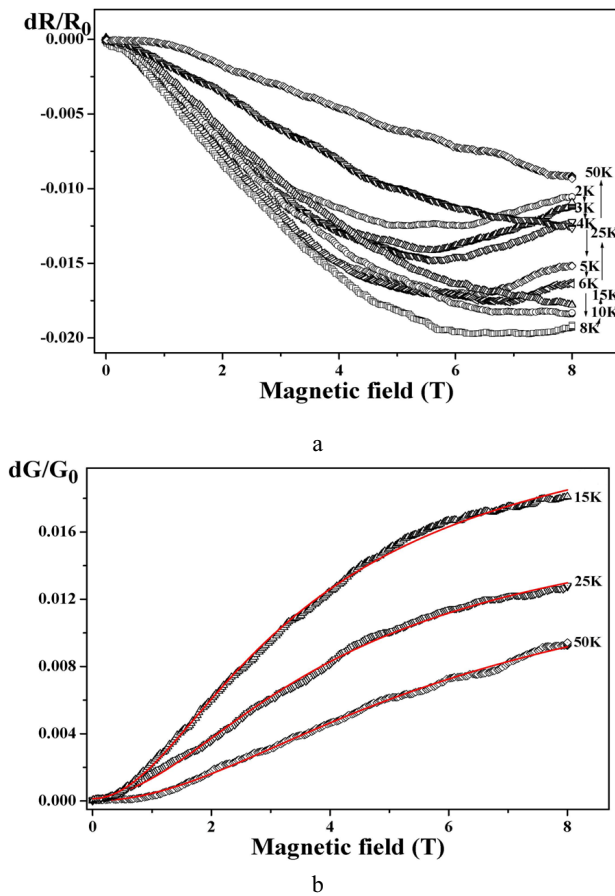 dR/R0
0.000
-0.005
-0.010
-0.015
-0.020
50K
2K
3K
4K
25K
5K
6K
15K
10K
8K
0 2 4 6 8
Magnetic field (T)
a
dG/G0
0.016
0.012
0.008
0.004
0.000
15K
25K
50K
0 2 4 6 8
Magnetic field (T)
b